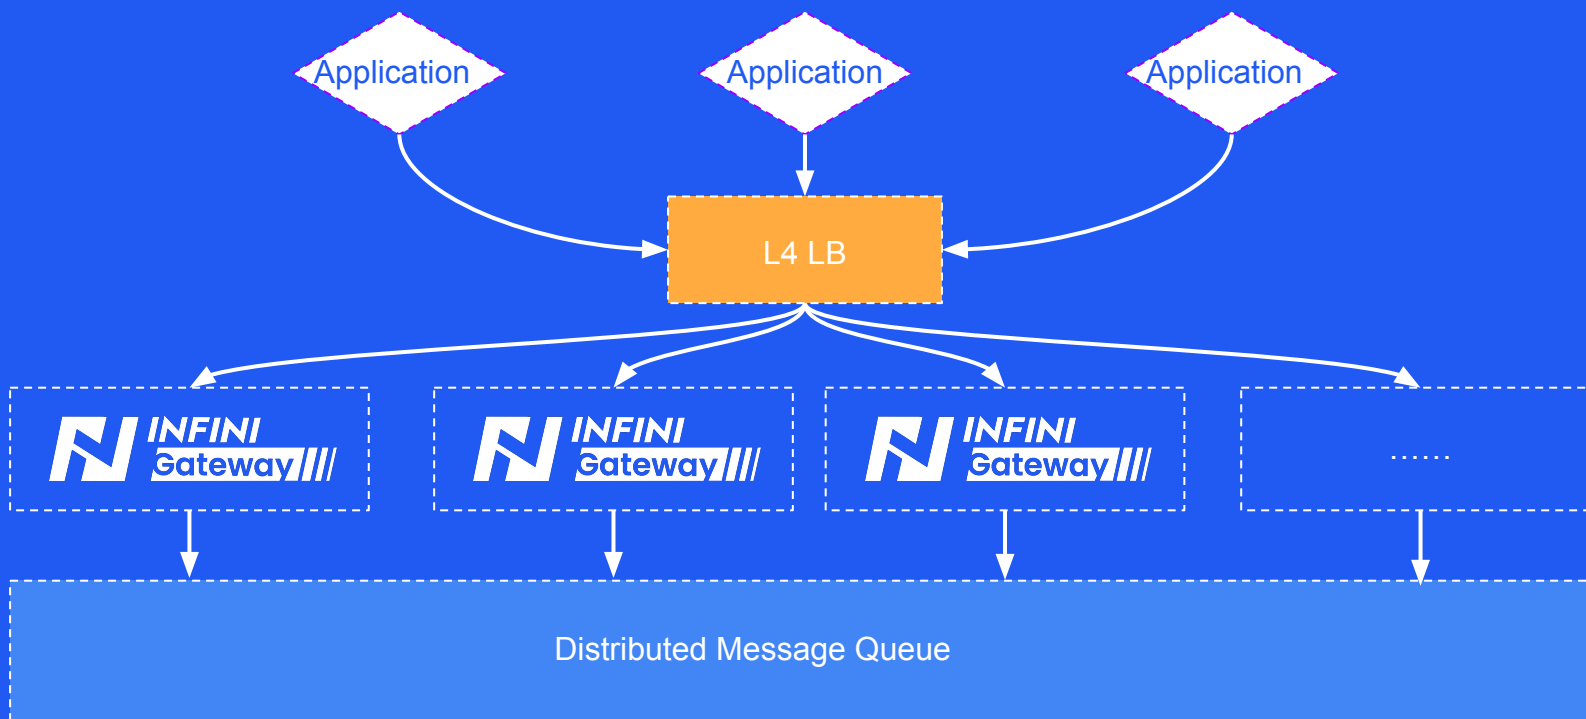 Application
Application
Application
L4 LB
INFINI
Gateway
INFINI
Gateway
INFINI
Gateway
......
Distributed Message Queue